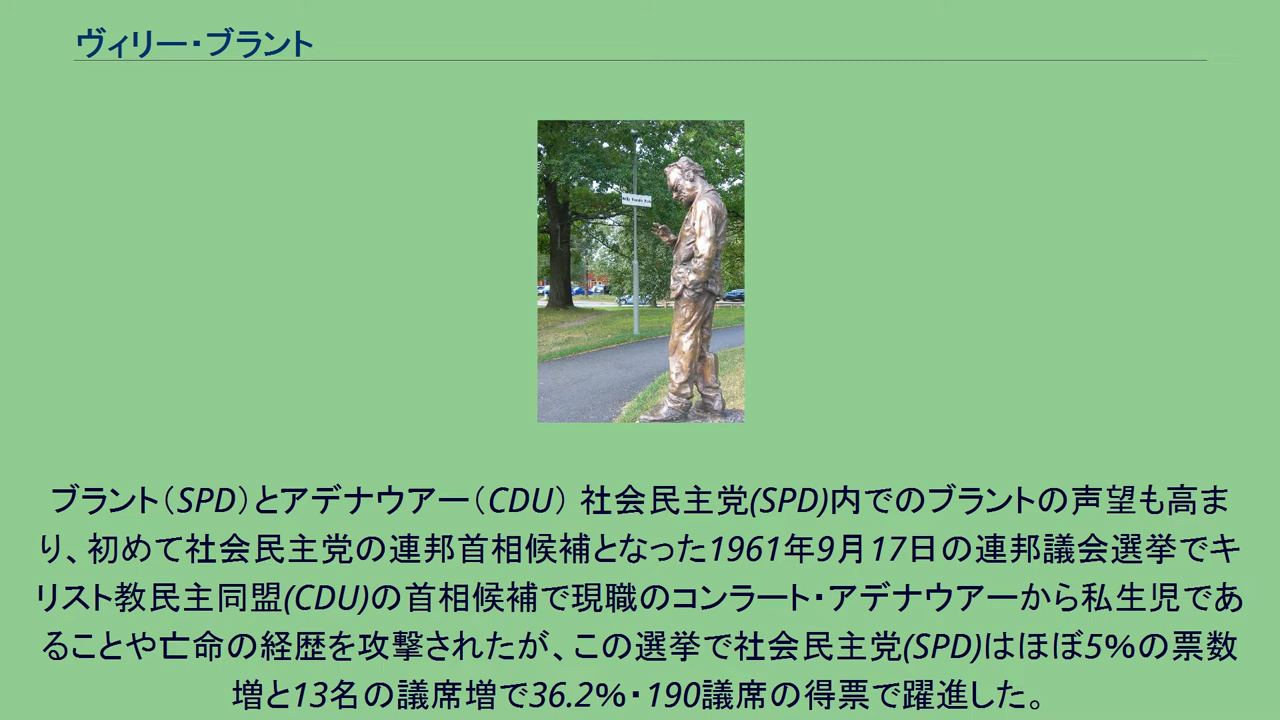 ヴィリー・ブラント
ブラント（SPD）とアデナウアー（CDU） 社会民主党(SPD)内でのブラントの声望も高ま
り、初めて社会民主党の連邦首相候補となった1961年9月17日の連邦議会選挙でキ
リスト教民主同盟(CDU)の首相候補で現職のコンラート・アデナウアーから私生児であ
ることや亡命の経歴を攻撃されたが、この選挙で社会民主党(SPD)はほぼ5%の票数
増と13名の議席増で36.2%・190議席の得票で躍進した。